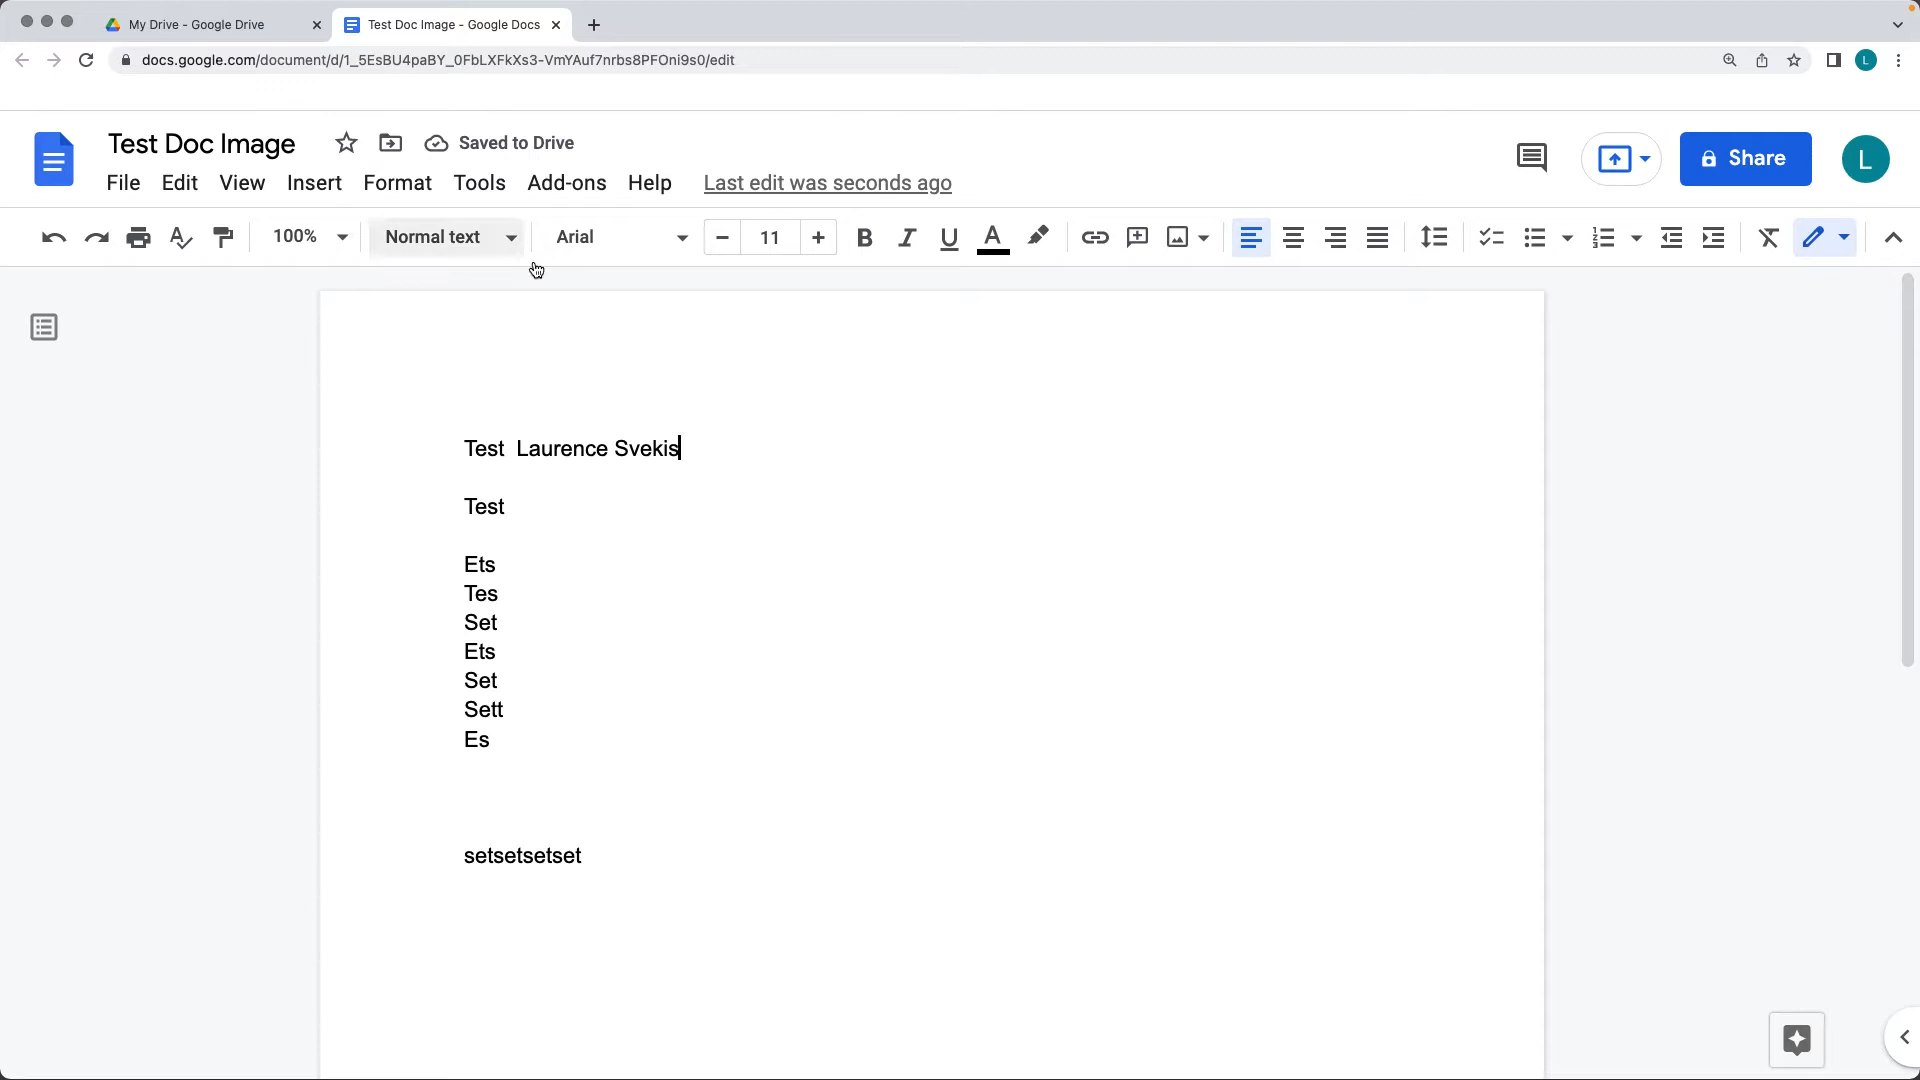 My Drive - Google Drive
Test Doc Image - Google Docs
docs.google.com/document/d/1_5EsBU4paBY_0FbLXFkXs3-VmYAuf7nrbs8PFOni9s0/edit
L
Test Doc Image
Saved to Drive
Share
L
File Edit View Insert Format Tools Add-ons Help Last edit was seconds ago
100% Normal text Arial 11 B I U A
Test  Laurence Svekis
Test
Ets
Tes
Set
Ets
Set
Sett
Es
setsetsetset